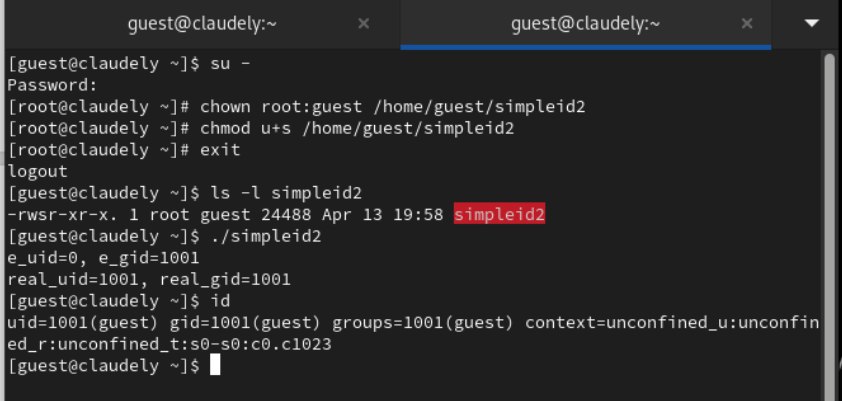 guest@claudely:~ × guest@claudely:~ ×
[guest@claudely ~]$ su -
Password:
[root@claudely ~]# chown root:guest /home/guest/simpleid2
[root@claudely ~]# chmod u+s /home/guest/simpleid2
[root@claudely ~]# exit
logout
[guest@claudely ~]$ ls -l simpleid2
-rwsr-xr-x. 1 root guest 24488 Apr 13 19:58 simpleid2
[guest@claudely ~]$ ./simpleid2
e_uid=0, e_gid=1001
real_uid=1001, real_gid=1001
[guest@claudely ~]$ id
uid=1001(guest) gid=1001(guest) groups=1001(guest) context=unconfined_u:unconfin
ed_r:unconfined_t:s0-s0:c0.c1023
[guest@claudely ~]$